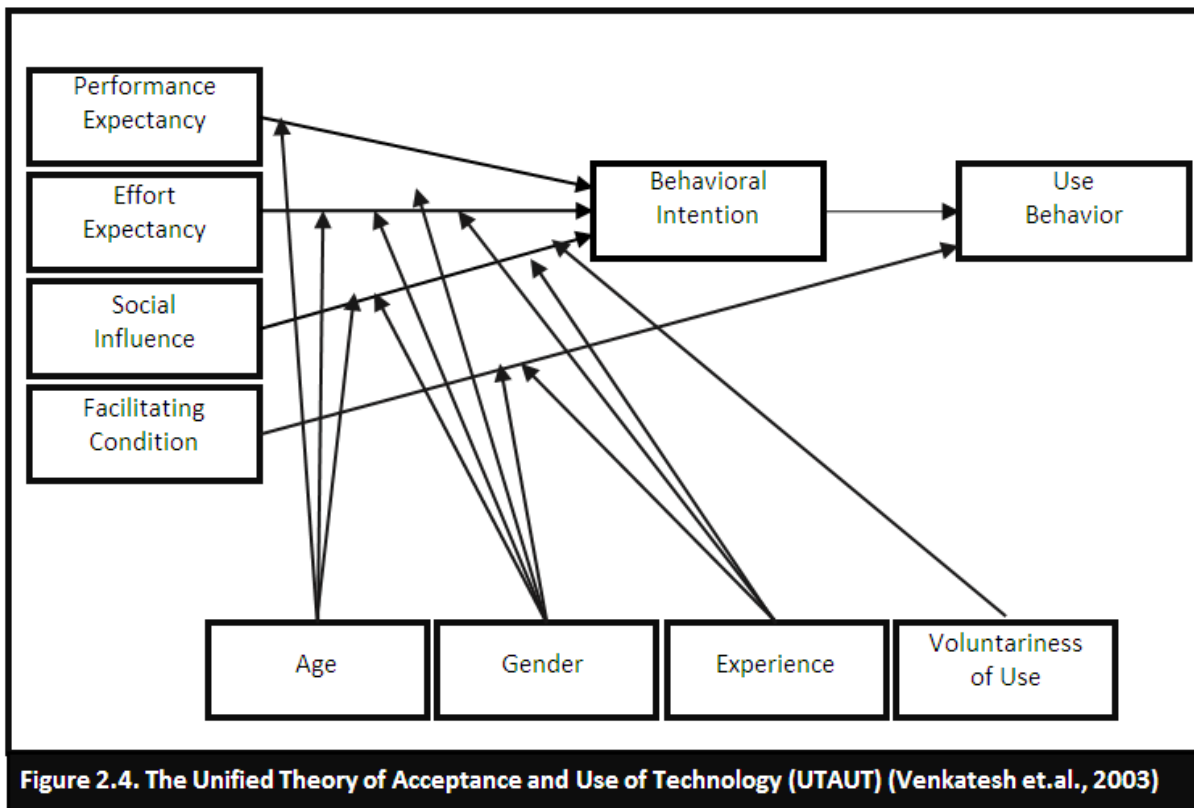 Performance
Expectancy
Effort
Expectancy
Social
Influence
Facilitating
Condition
Behavioral
Intention
Use
Behavior
Age
Gender
Experience
Voluntariness
of Use
Figure 2.4. The Unified Theory of Acceptance and Use of Technology (UTAUT) (Venkatesh et.al., 2003)